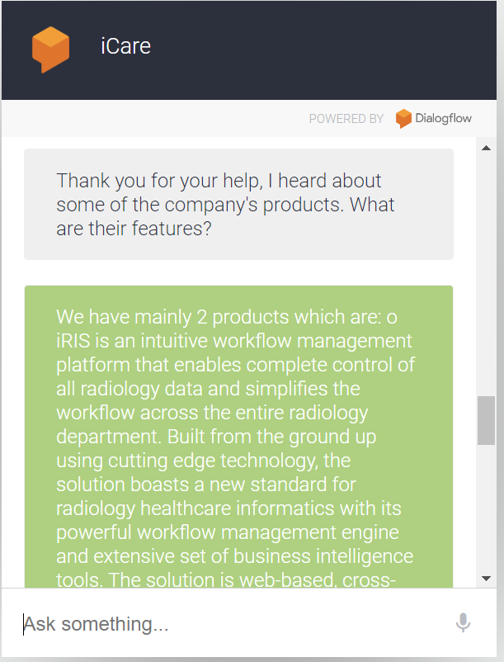 iCare
POWERED BY Dialogflow
Thank you for your help, I heard about
some of the company's products. What
are their features?
We have mainly 2 products which are: o
iRIS is an intuitive workflow management
platform that enables complete control of
all radiology data and simplifies the
workflow across the entire radiology
department. Built from the ground up
using cutting edge technology, the
solution boasts a new standard for
radiology healthcare informatics with its
powerful workflow management engine
and extensive set of business intelligence
tools. The solution is web-based, cross-
Ask something...